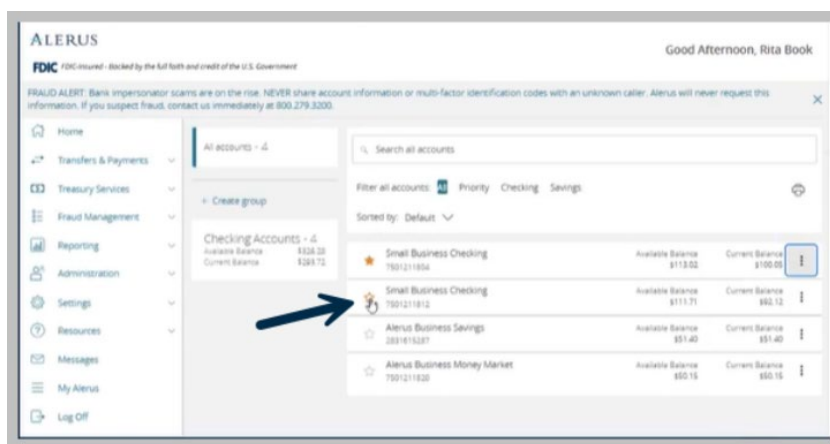 ALERUS
FDIC FDIC-Insured - Backed by the full faith and credit of the U.S. Government
Good Afternoon, Rita Book
FRAUD ALERT: Bank impersonator scams are on the rise. NEVER share account information or multi-factor identification codes with an unknown caller. Alerus will never request this
information. If you suspect fraud, contact us immediately at 800.279.3200.
Home
Transfers & Payments
Treasury Services
Fraud Management
Reporting
Administration
Settings
Resources
Messages
My Alerus
Log Off
All accounts - 4
+ Create group
Checking Accounts - 4
Available Balance
Current Balance
Search all accounts
Filter all accounts: All Priority Checking Savings
Sorted by: Default
Small Business Checking Available Balance Current Balance
7501211804 $113.02 $100.05
Small Business Checking Available Balance Current Balance
7501211812 $111.71 $92.12
Alerus Business Savings Available Balance Current Balance
$51.40 $51.40
Alerus Business Money Market Available Balance Current Balance
7501211820 $50.15 $50.15